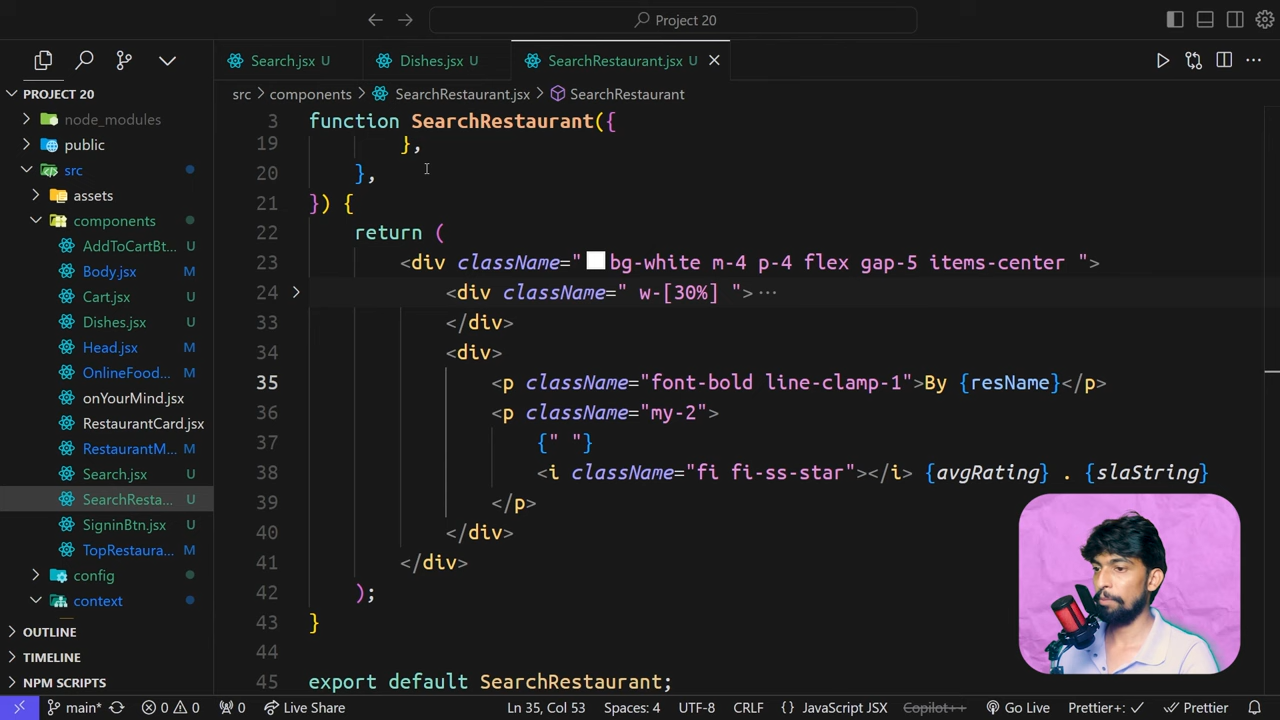 Project 20
Search.jsx U
Dishes.jsx U
SearchRestaurant.jsx U
PROJECT 20
node_modules
public
src
assets
components
AddToCartBt... U
Body.jsx M
Cart.jsx U
Dishes.jsx U
Head.jsx M
OnlineFood... M
onYourMind.jsx
RestaurantCard.jsx
RestaurantM... M
Search.jsx U
SearchResta... U
SigninBtn.jsx U
TopRestaura... M
config
context
OUTLINE
TIMELINE
NPM SCRIPTS
src > components > SearchRestaurant.jsx > SearchRestaurant
3 function SearchRestaurant({
19 },
20 },
21 }) {
22 return (
23 <div className=" bg-white m-4 p-4 flex gap-5 items-center ">
24 <div className=" w-[30%] ">···
33 </div>
34 <div>
35 <p className="font-bold line-clamp-1">By {resName}</p>
36 <p className="my-2">
37 {" "}
38 <i className="fi fi-ss-star"></i> {avgRating} . {slaString}
39 </p>
40 </div>
41 </div>
42 );
43 }
44
45 export default SearchRestaurant;
main* 0 0 0 Live Share Ln 35, Col 53 Spaces: 4 UTF-8 CRLF {} JavaScript JSX Copilot++ Go Live Prettier+: ✓ Prettier